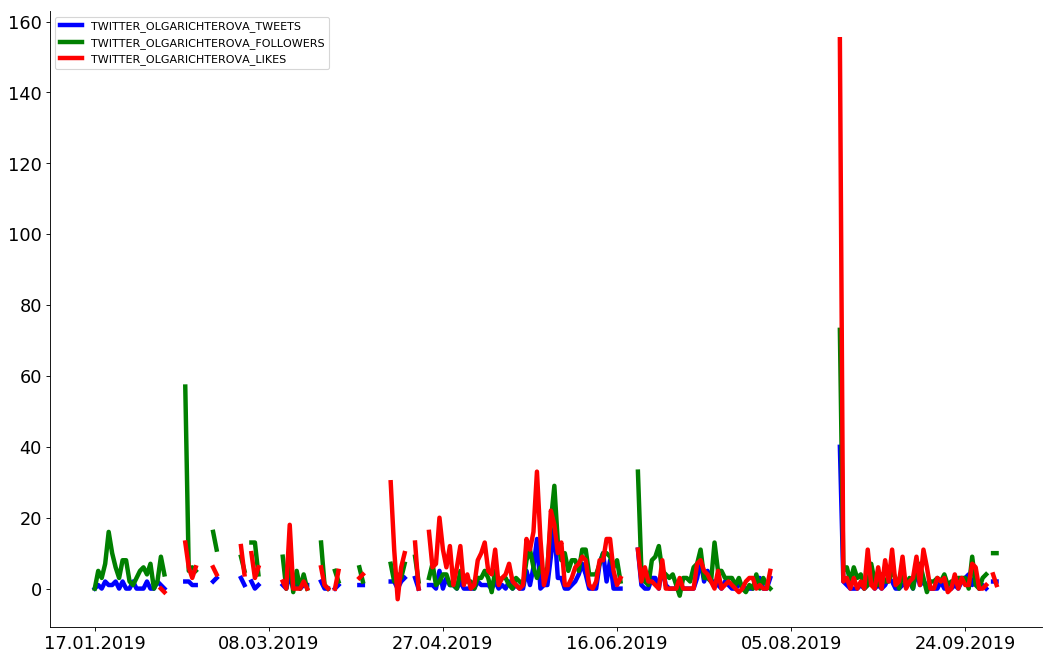 160
140
120
100
80
60
40
20
0
TWITTER_OLGARICHTEROVA_TWEETS
TWITTER_OLGARICHTEROVA_FOLLOWERS
TWITTER_OLGARICHTEROVA_LIKES
17.01.2019 08.03.2019 27.04.2019 16.06.2019 05.08.2019 24.09.2019